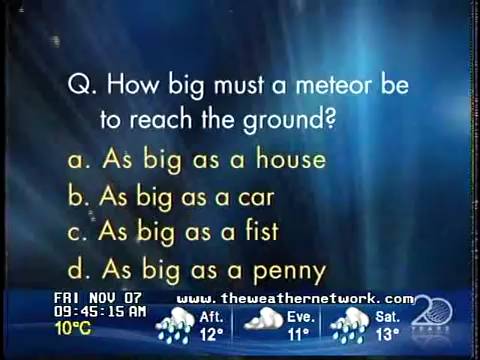 Q. How big must a meteor be
to reach the ground?
a. As big as a house
b. As big as a car
c. As big as a fist
d. As big as a penny
FRI NOV 07
09:45:15 AM
10°C
www.theweathernetwork.com
Aft.
12°
Eve.
11°
Sat.
13°
20
YEARS